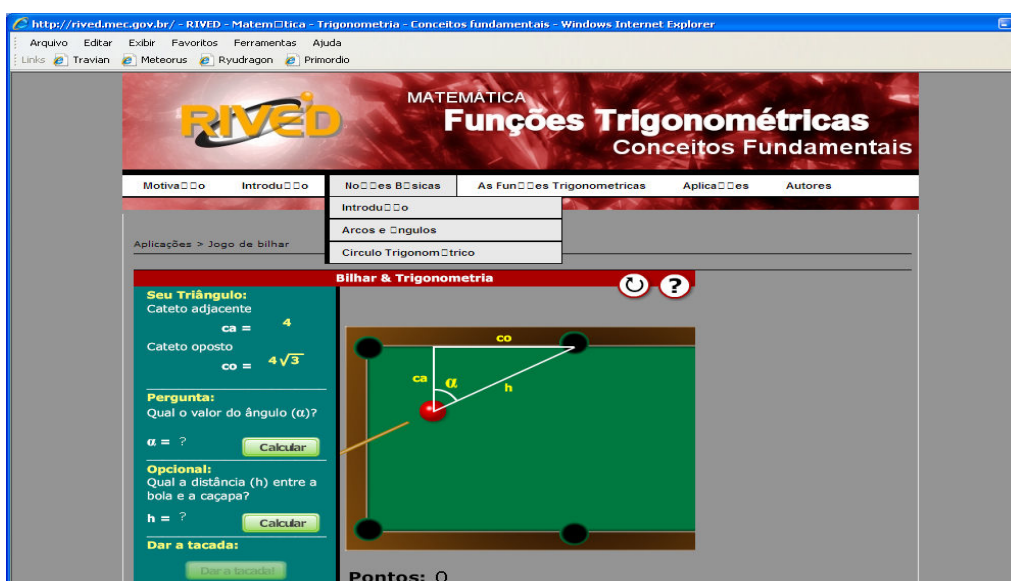 http://rived.mec.gov.br/ - RIVED - Matem□tica - Trigonometria - Conceitos fundamentais - Windows Internet Explorer
Arquivo Editar Exibir Favoritos Ferramentas Ajuda
Links Travian Meteorus Ryudragon Primordio
RIVED
MATEMÁTICA
Funções Trigonométricas
Conceitos Fundamentais
Motiva□□o Introdu□□o No□□es B□sicas As Fun□□es Trigonometricas Aplica□□es Autores
Introdu□□o
Arcos e □ngulos
Circulo Trigonom□trico
Aplicações > Jogo de bilhar
Bilhar & Trigonometria
?
Seu Triângulo:
Cateto adjacente
ca = 4
Cateto oposto
co = 4√3
Pergunta:
Qual o valor do ângulo (α)?
α = ? Calcular
Opcional:
Qual a distância (h) entre a
bola e a caçapa?
h = ? Calcular
Dar a tacada:
Dar a tacada!
co
ca α h
Pontos: 0